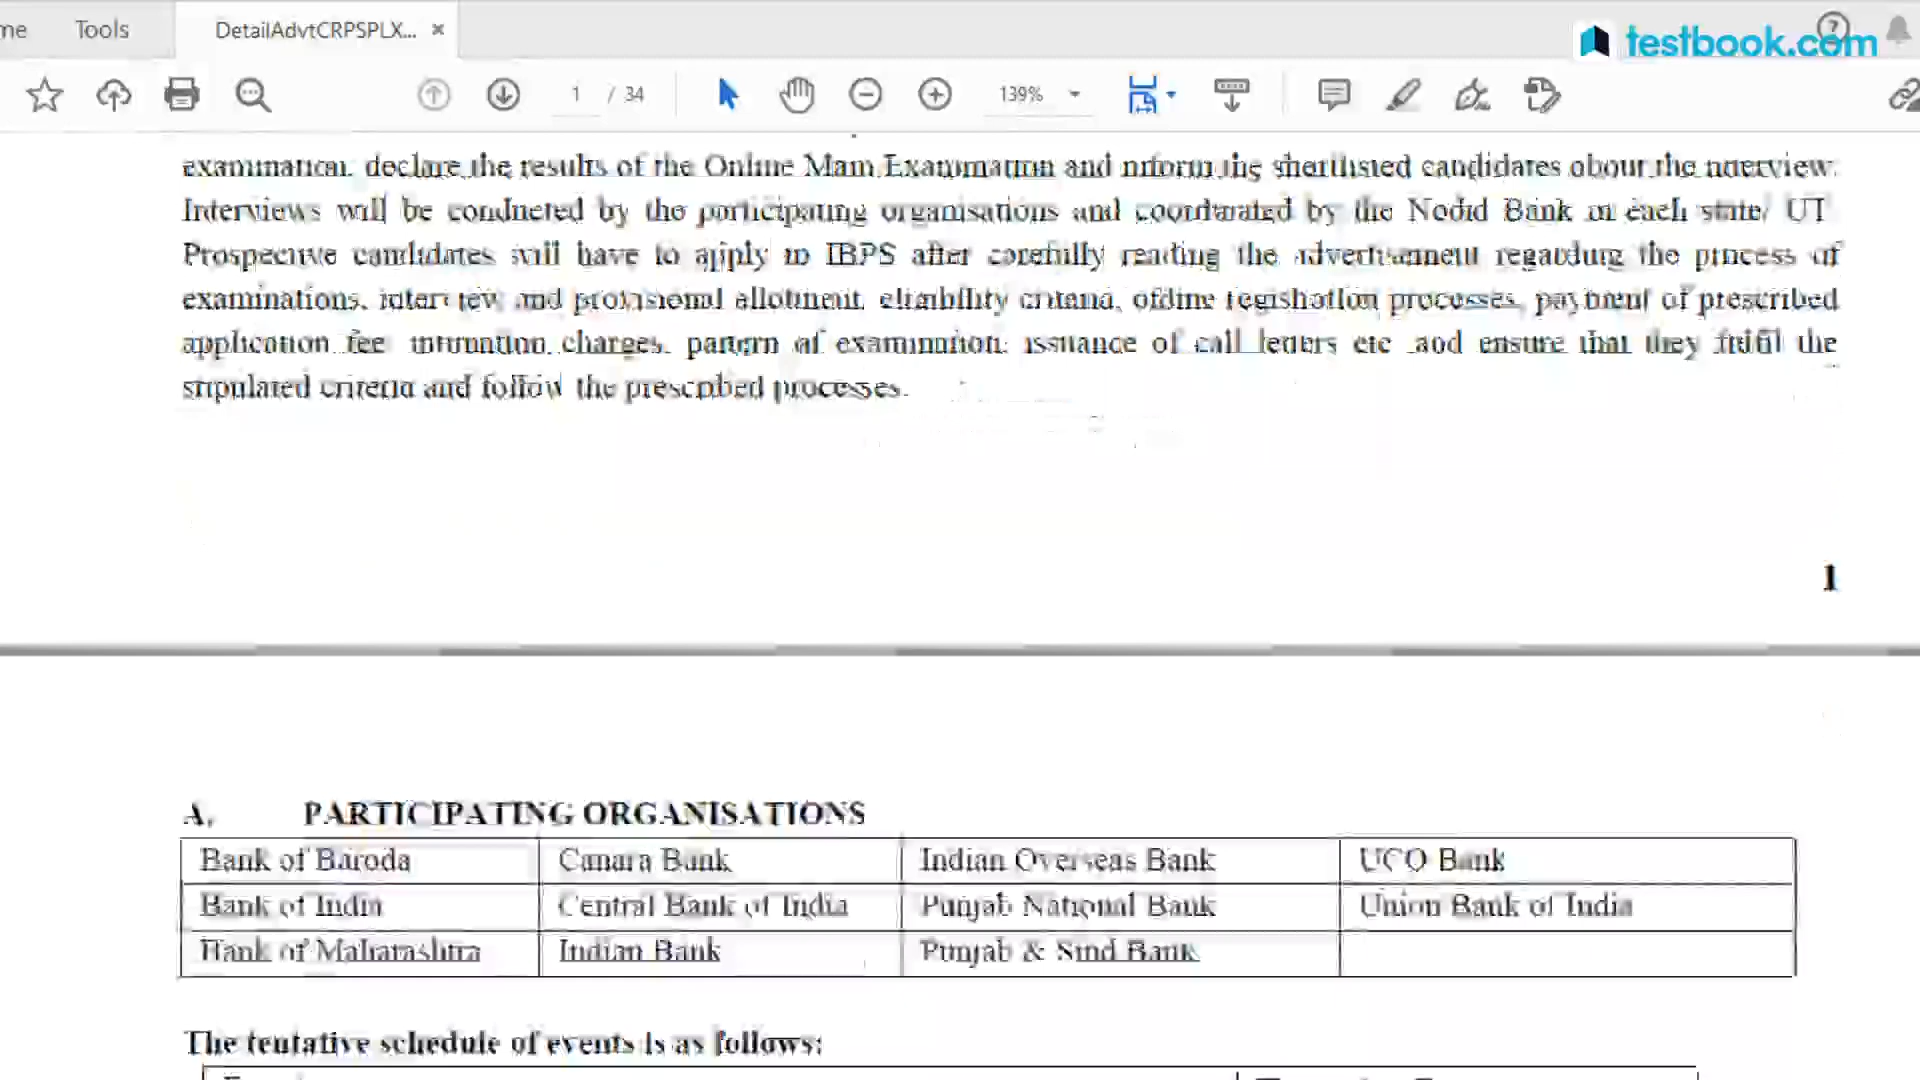 me Tools DetailAdvtCRPSPLX... × testbook.com
1 / 34 139%
examination, declare the results of the Online Main Examination and inform the shortlisted candidates about the interview.
Interviews will be conducted by the participating organisations and coordinated by the Nodal Bank in each state/ UT
Prospective candidates will have to apply to IBPS after carefully reading the advertisement regarding the process of
examinations, interview and provisional allotment, eligibility criteria, online registration processes, payment of prescribed
application fee/ intimation charges, pattern of examination, issuance of call letters etc and ensure that they fulfil the
stipulated criteria and follow the prescribed processes.
1
A. PARTICIPATING ORGANISATIONS
Bank of Baroda Canara Bank Indian Overseas Bank UCO Bank
Bank of India Central Bank of India Punjab National Bank Union Bank of India
Bank of Maharashtra Indian Bank Punjab & Sind Bank
The tentative schedule of events is as follows: